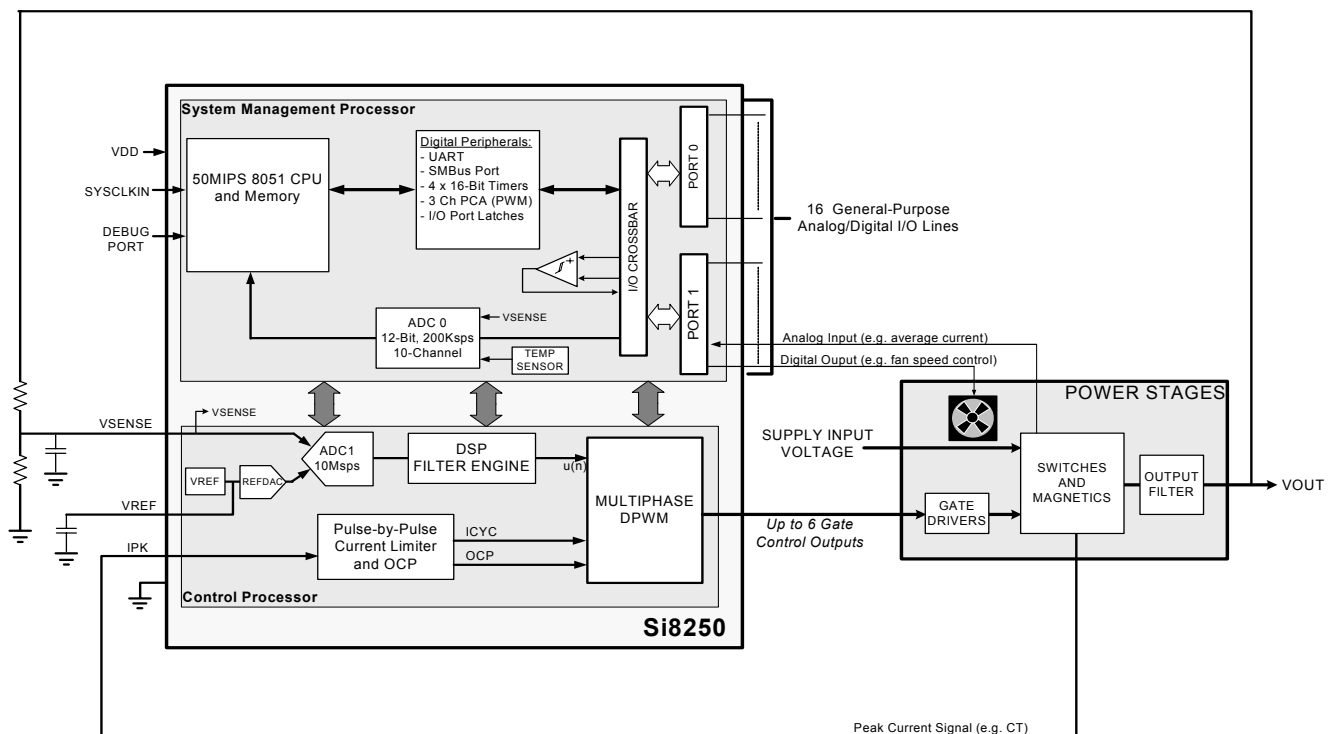 System Management Processor
VDD
SYSCLKIN
DEBUG
PORT
50MIPS 8051 CPU
and Memory
Digital Peripherals:
- UART
- SMBus Port
- 4 x 16-Bit Timers
- 3 Ch PCA (PWM)
- I/O Port Latches
+
I/O CROSSBAR
PORT 0
PORT 1
16 General-Purpose
Analog/Digital I/O Lines
ADC 0
12-Bit, 200Ksps
10-Channel
VSENSE
TEMP
SENSOR
Analog Input (e.g. average current)
Digital Ouput (e.g. fan speed control)
POWER STAGES
VSENSE
VSENSE
ADC1
10Msps
DSP
FILTER ENGINE
u(n)
VREF
REFDAC
VREF
IPK
Pulse-by-Pulse
Current Limiter
and OCP
ICYC
OCP
MULTIPHASE
DPWM
Up to 6 Gate
Control Outputs
SUPPLY INPUT
VOLTAGE
GATE
DRIVERS
SWITCHES
AND
MAGNETICS
OUTPUT
FILTER
VOUT
Control Processor
Si8250
Peak Current Signal (e.g. CT)